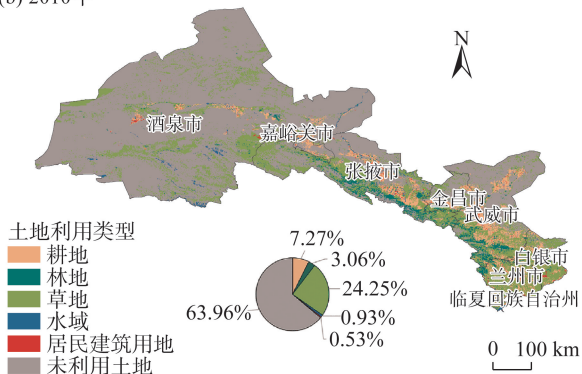 (b) 2010年
N
酒泉市
嘉峪关市
张掖市
金昌市
武威市
白银市
兰州市
临夏回族自治州
土地利用类型
耕地
林地
草地
水域
居民建筑用地
未利用土地
7.27%
3.06%
24.25%
0.93%
0.53%
63.96%
0 100 km